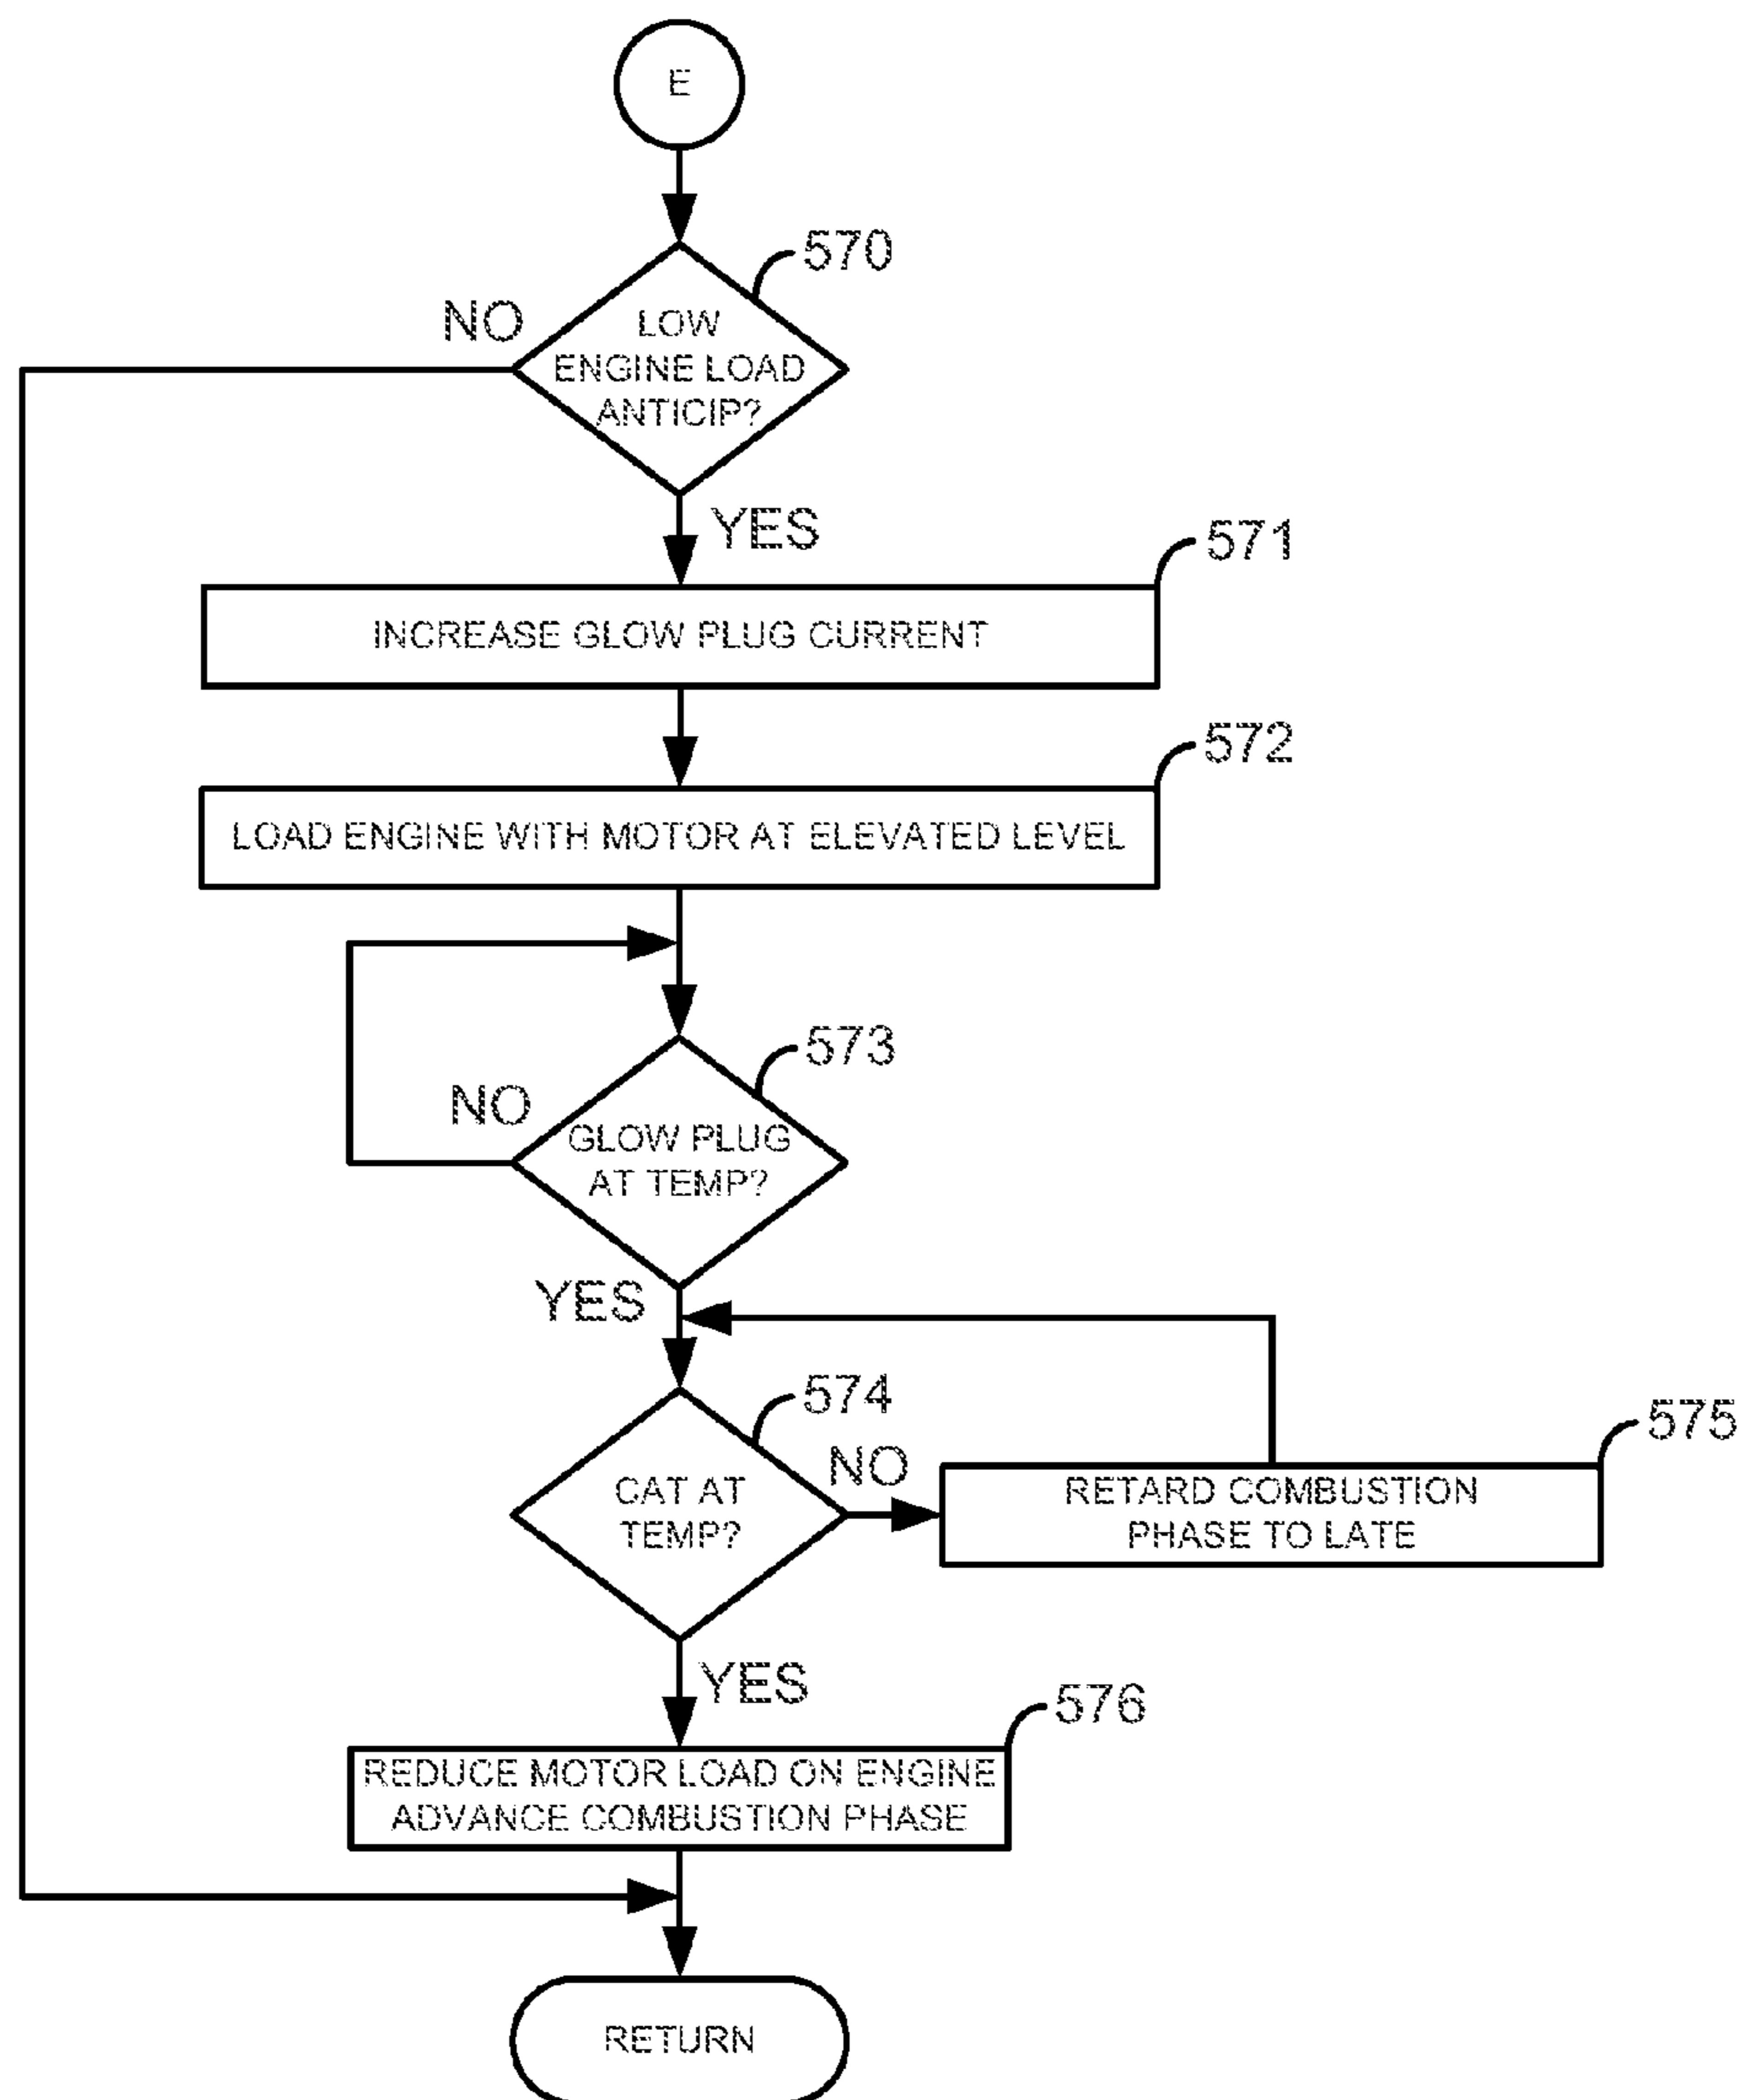 E
570
NO
LOW
ENGINE LOAD
ANTICIP?
YES
571
INCREASE GLOW PLUG CURRENT
572
LOAD ENGINE WITH MOTOR AT ELEVATED LEVEL
573
NO
GLOW PLUG
AT TEMP?
YES
574
NO
CAT AT
TEMP?
575
RETARD COMBUSTION
PHASE TO LATE
YES
576
REDUCE MOTOR LOAD ON ENGINE
ADVANCE COMBUSTION PHASE
RETURN